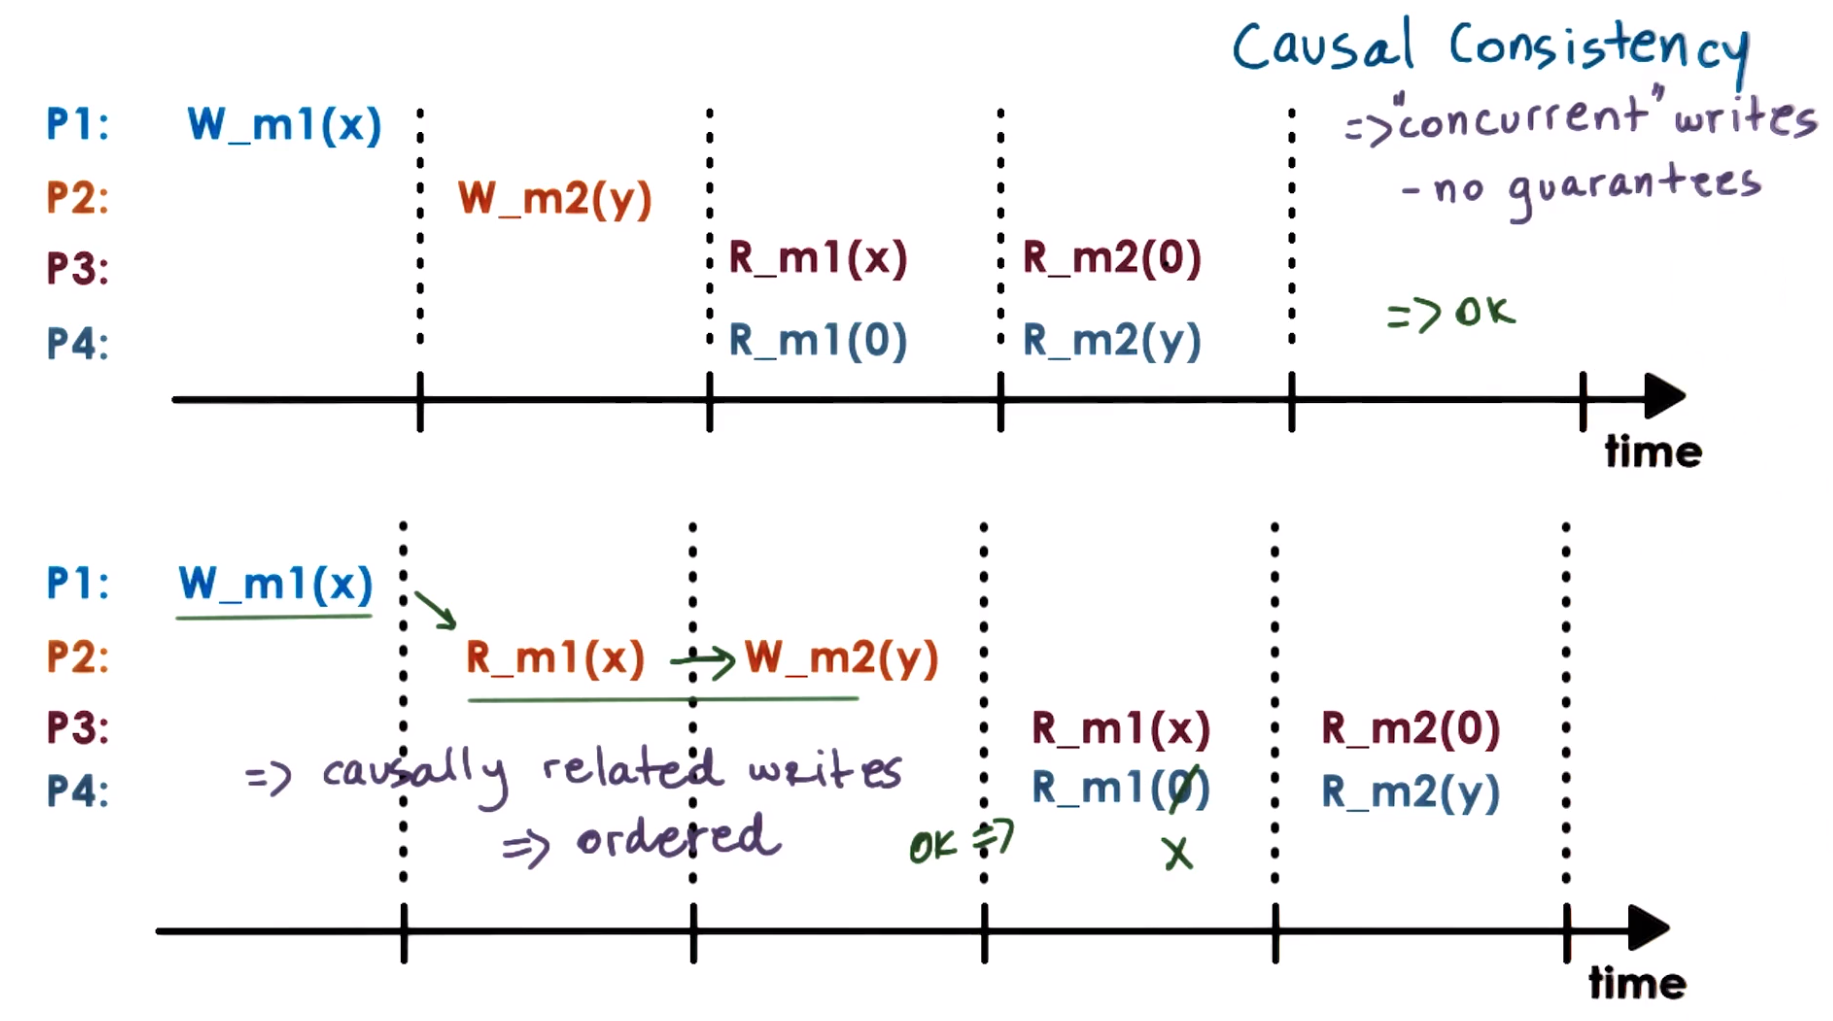 Causal Consistency
=> "concurrent" writes
- no guarantees
P1: W_m1(x)
P2: W_m2(y)
P3: R_m1(x) R_m2(0)
P4: R_m1(0) R_m2(y)
=> OK
time
P1: W_m1(x)
P2: R_m1(x) → W_m2(y)
P3: R_m1(x) R_m2(0)
P4: R_m1(0) R_m2(y)
=> causally related writes
=> ordered
OK => x
time